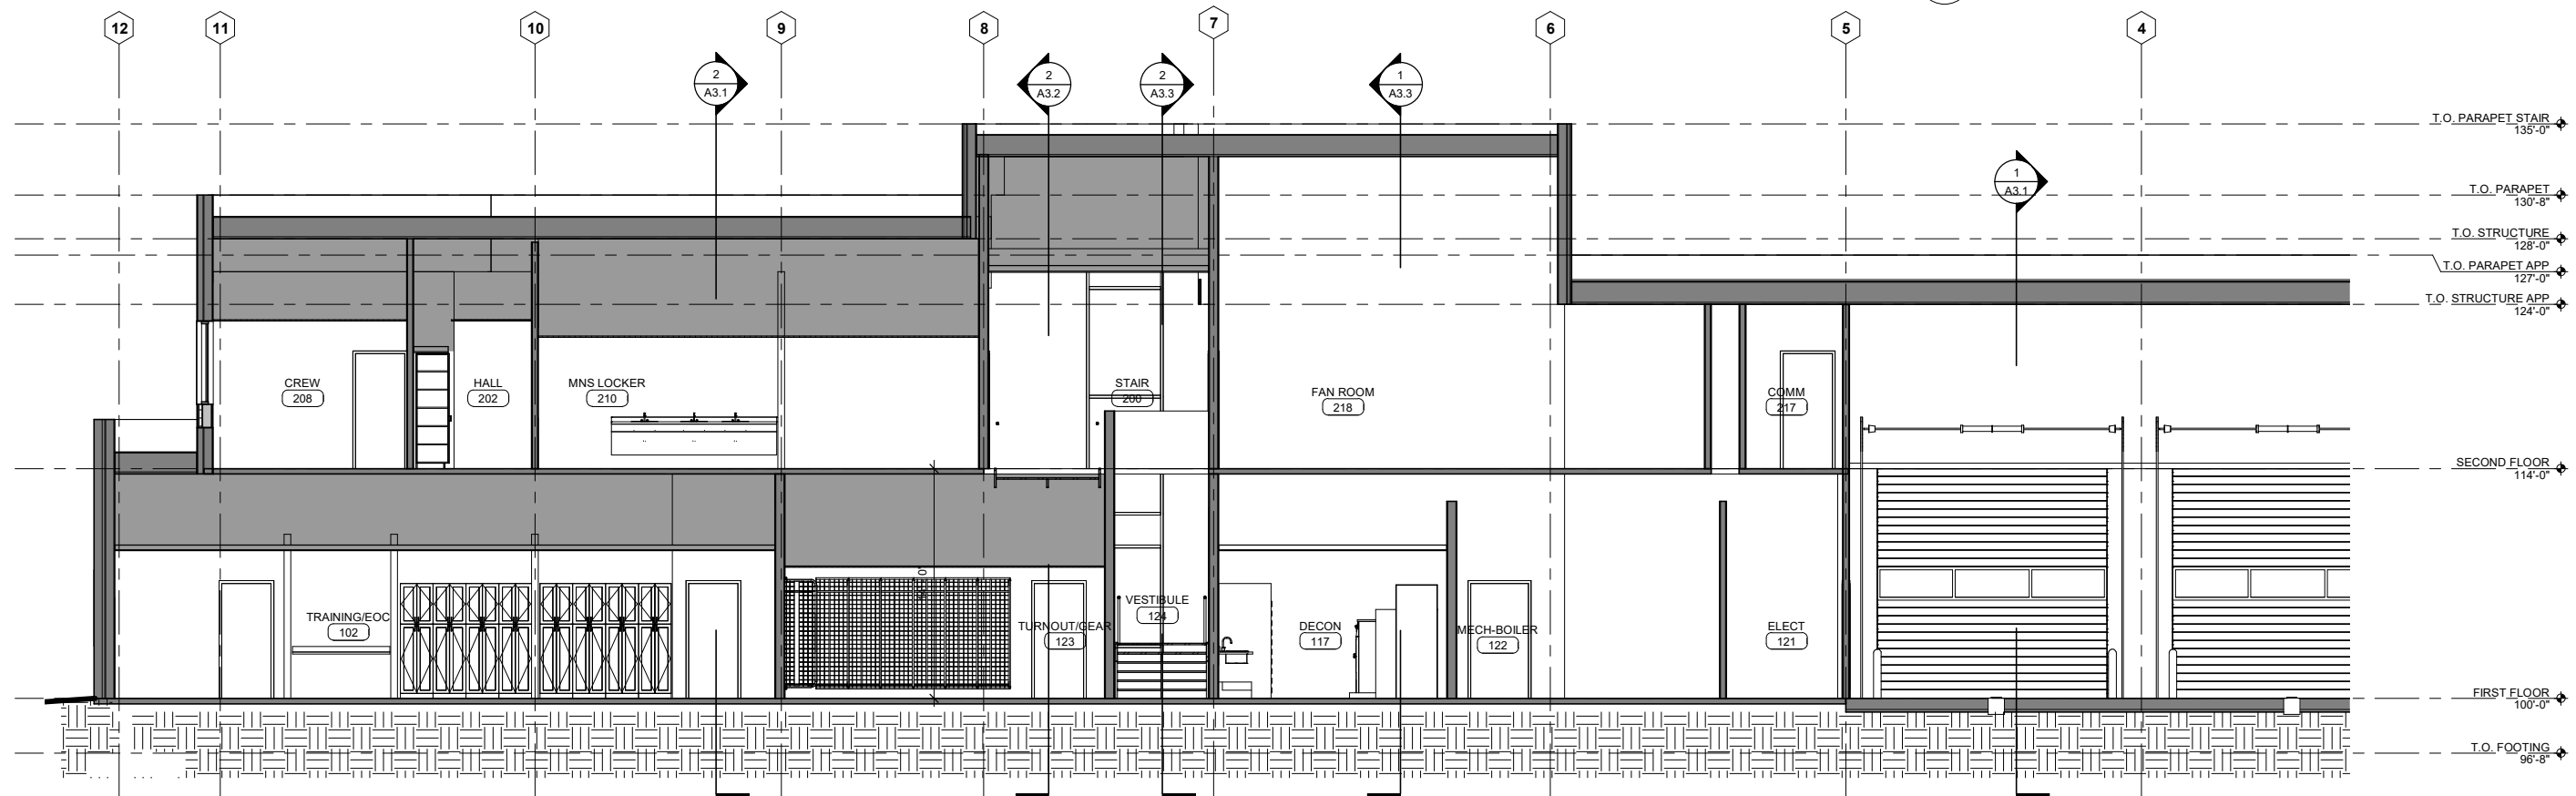 12
11
10
9
8
7
6
5
4
2
A3.1
2
A3.2
2
A3.3
1
A3.3
1
A3.1
T.O. PARAPET STAIR
135'-0"
T.O. PARAPET
130'-8"
T.O. STRUCTURE
128'-0"
T.O. PARAPET APP
127'-0"
T.O. STRUCTURE APP
124'-0"
CREW
208
HALL
202
MNS LOCKER
210
STAIR
200
FAN ROOM
218
COMM
217
SECOND FLOOR
114'-0"
TRAINING/EOC
102
TURNOUT/GEAR
123
VESTIBULE
124
DECON
117
MECH-BOILER
122
ELECT
121
FIRST FLOOR
100'-0"
T.O. FOOTING
96'-8"